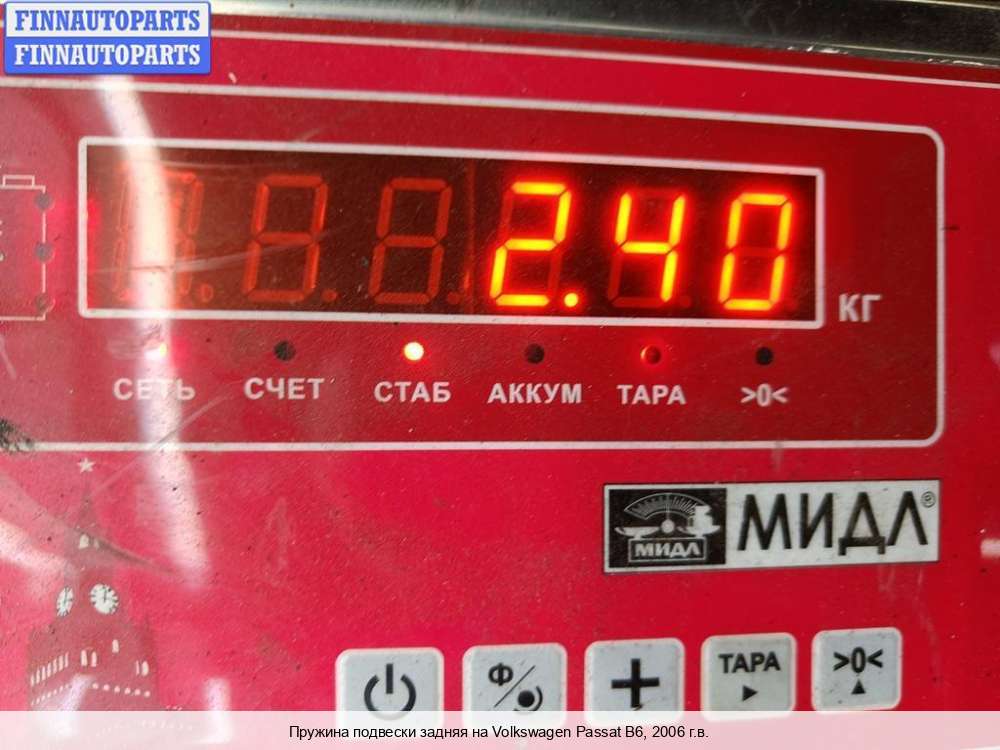 FINNAUTOPARTS
FINNAUTOPARTS
2.40
КГ
СЕТЬ СЧЕТ СТАБ АККУМ ТАРА >0<
МИДЛ МИДЛ®
Ф ТАРА >0<
Пружина подвески задняя на Volkswagen Passat B6, 2006 г.в.